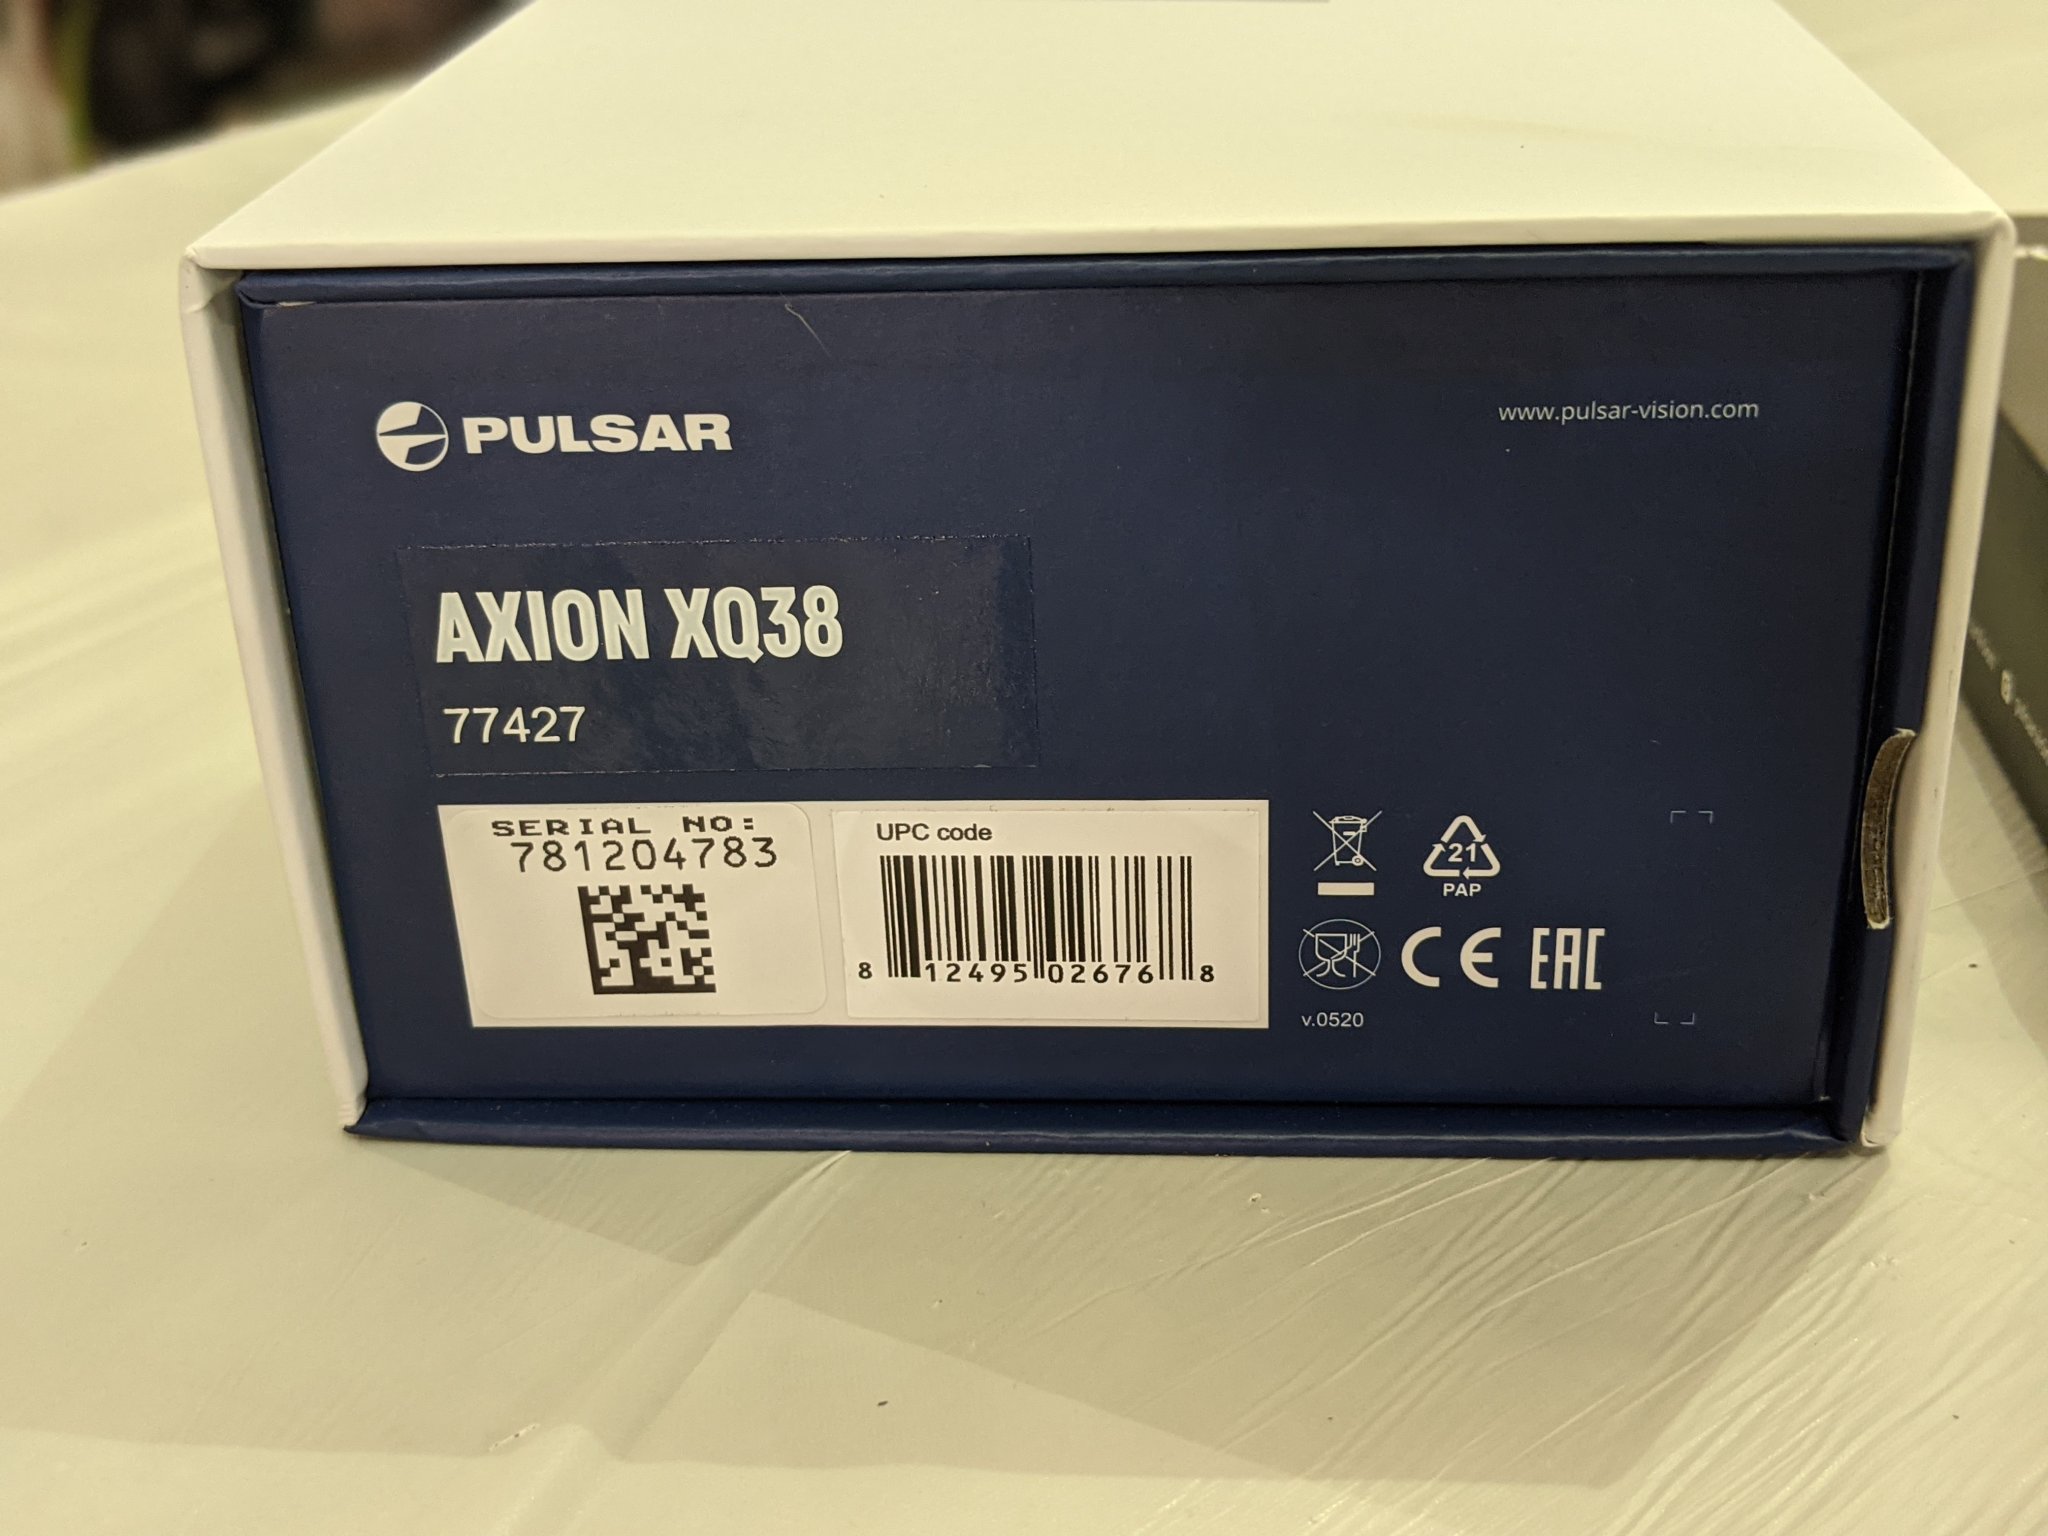 PULSAR
www.pulsar-vision.com
AXION XQ38
77427
SERIAL NO:
781204783
UPC code
8 12495 02676 8
21
PAP
CE EAC
v.0520